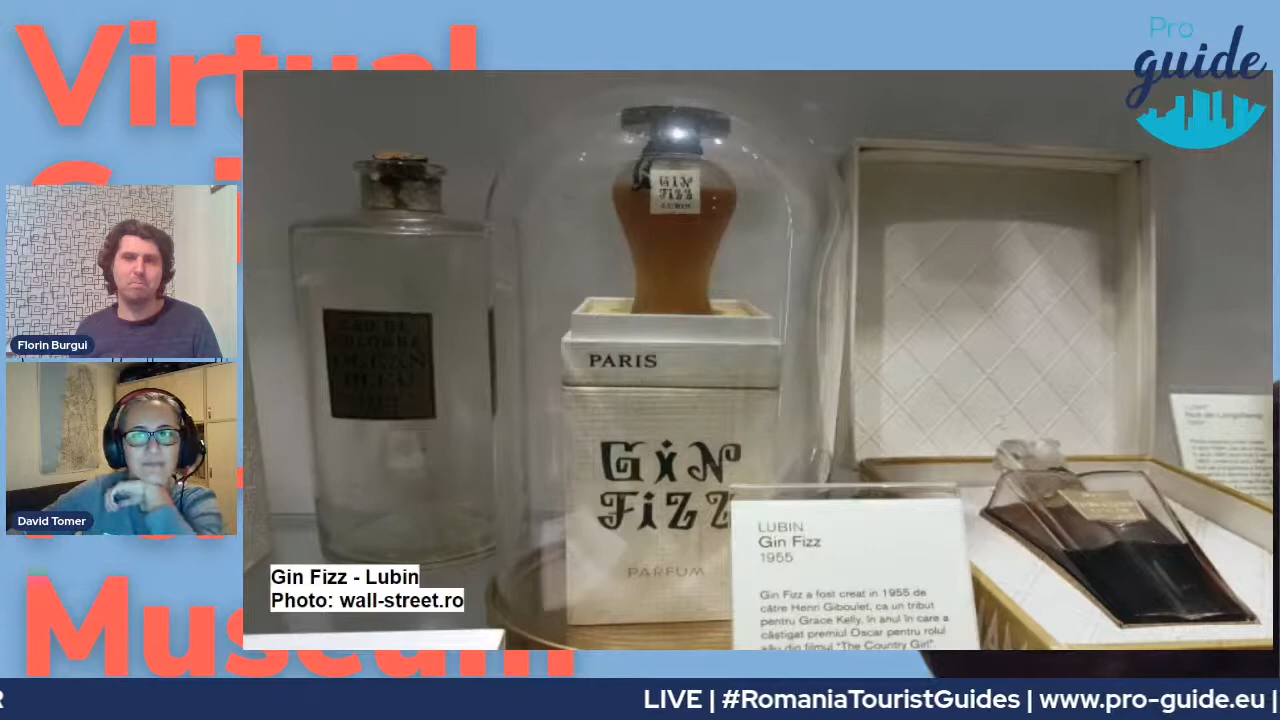 Virtual
Pro
guide
Florin Burgui
David Tomer
GiN
FiZZ
LUBIN
PARIS
GiN
FiZZ
PARFUM
LUBIN
Gin Fizz
1955
Gin Fizz a fost creat in 1955 de
către Henri Giboulet, ca un tribut
pentru Grace Kelly, în anul în care a
câștigat premiul Oscar pentru rolul
său din filmul "The Country Girl"
Gin Fizz - Lubin
Photo: wall-street.ro
Museum
LIVE | #RomaniaTouristGuides | www.pro-guide.eu |